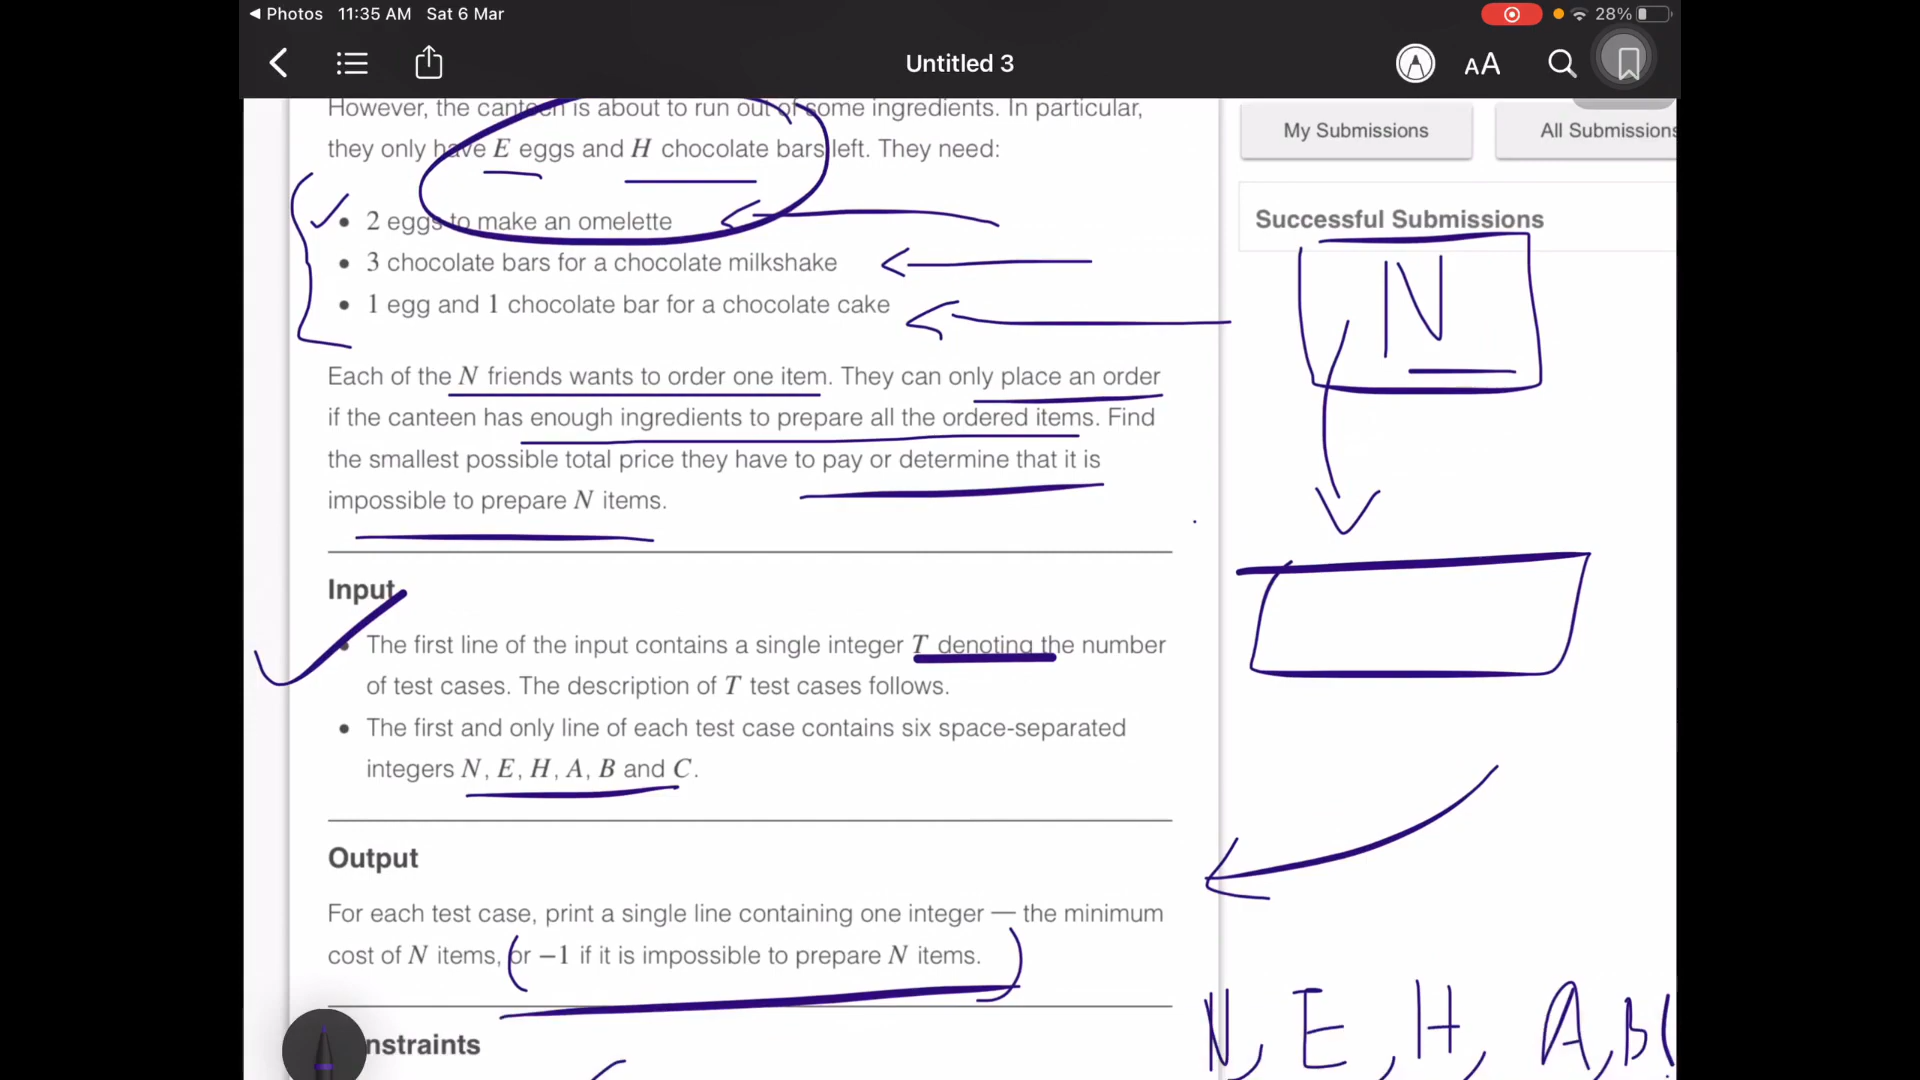 Photos 11:35 AM Sat 6 Mar
28%
Untitled 3
AA
However, the canteen is about to run out of some ingredients. In particular,
they only have E eggs and H chocolate bars left. They need:
• 2 eggs to make an omelette
• 3 chocolate bars for a chocolate milkshake
• 1 egg and 1 chocolate bar for a chocolate cake
Each of the N friends wants to order one item. They can only place an order
if the canteen has enough ingredients to prepare all the ordered items. Find
the smallest possible total price they have to pay or determine that it is
impossible to prepare N items.
Input
The first line of the input contains a single integer T denoting the number
of test cases. The description of T test cases follows.
• The first and only line of each test case contains six space-separated
integers N, E, H, A, B and C.
Output
For each test case, print a single line containing one integer — the minimum
cost of N items, or −1 if it is impossible to prepare N items.
nstraints
My Submissions
All Submissions
Successful Submissions
N
N, E, H, A, B(